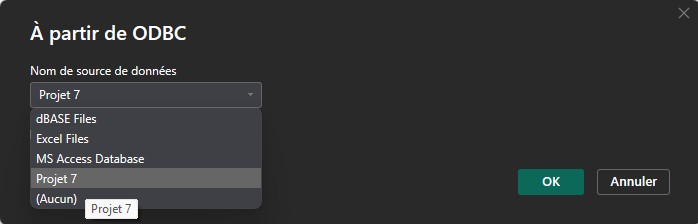 À partir de ODBC
Nom de source de données
Projet 7
dBASE Files
Excel Files
MS Access Database
Projet 7
(Aucun)
Projet 7
OK
Annuler